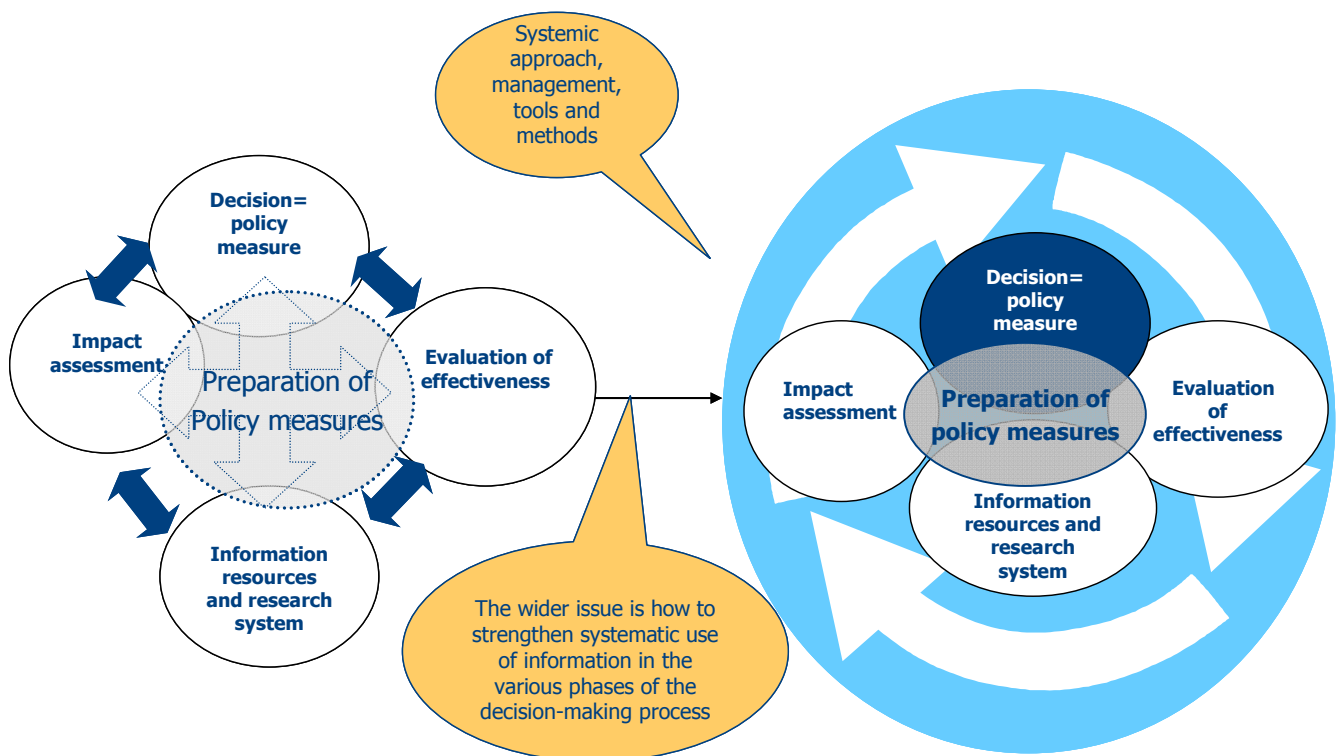 Systemic
approach,
management,
tools and
methods
Decision=
policy
measure
Impact
assessment
Preparation of
Policy measures
Evaluation of
effectiveness
Information
resources
and research
system
The wider issue is how to
strengthen systematic use
of information in the
various phases of the
decision-making process
Decision=
policy
measure
Impact
assessment
Preparation of
policy measures
Evaluation
of
effectiveness
Information
resources and
research
system